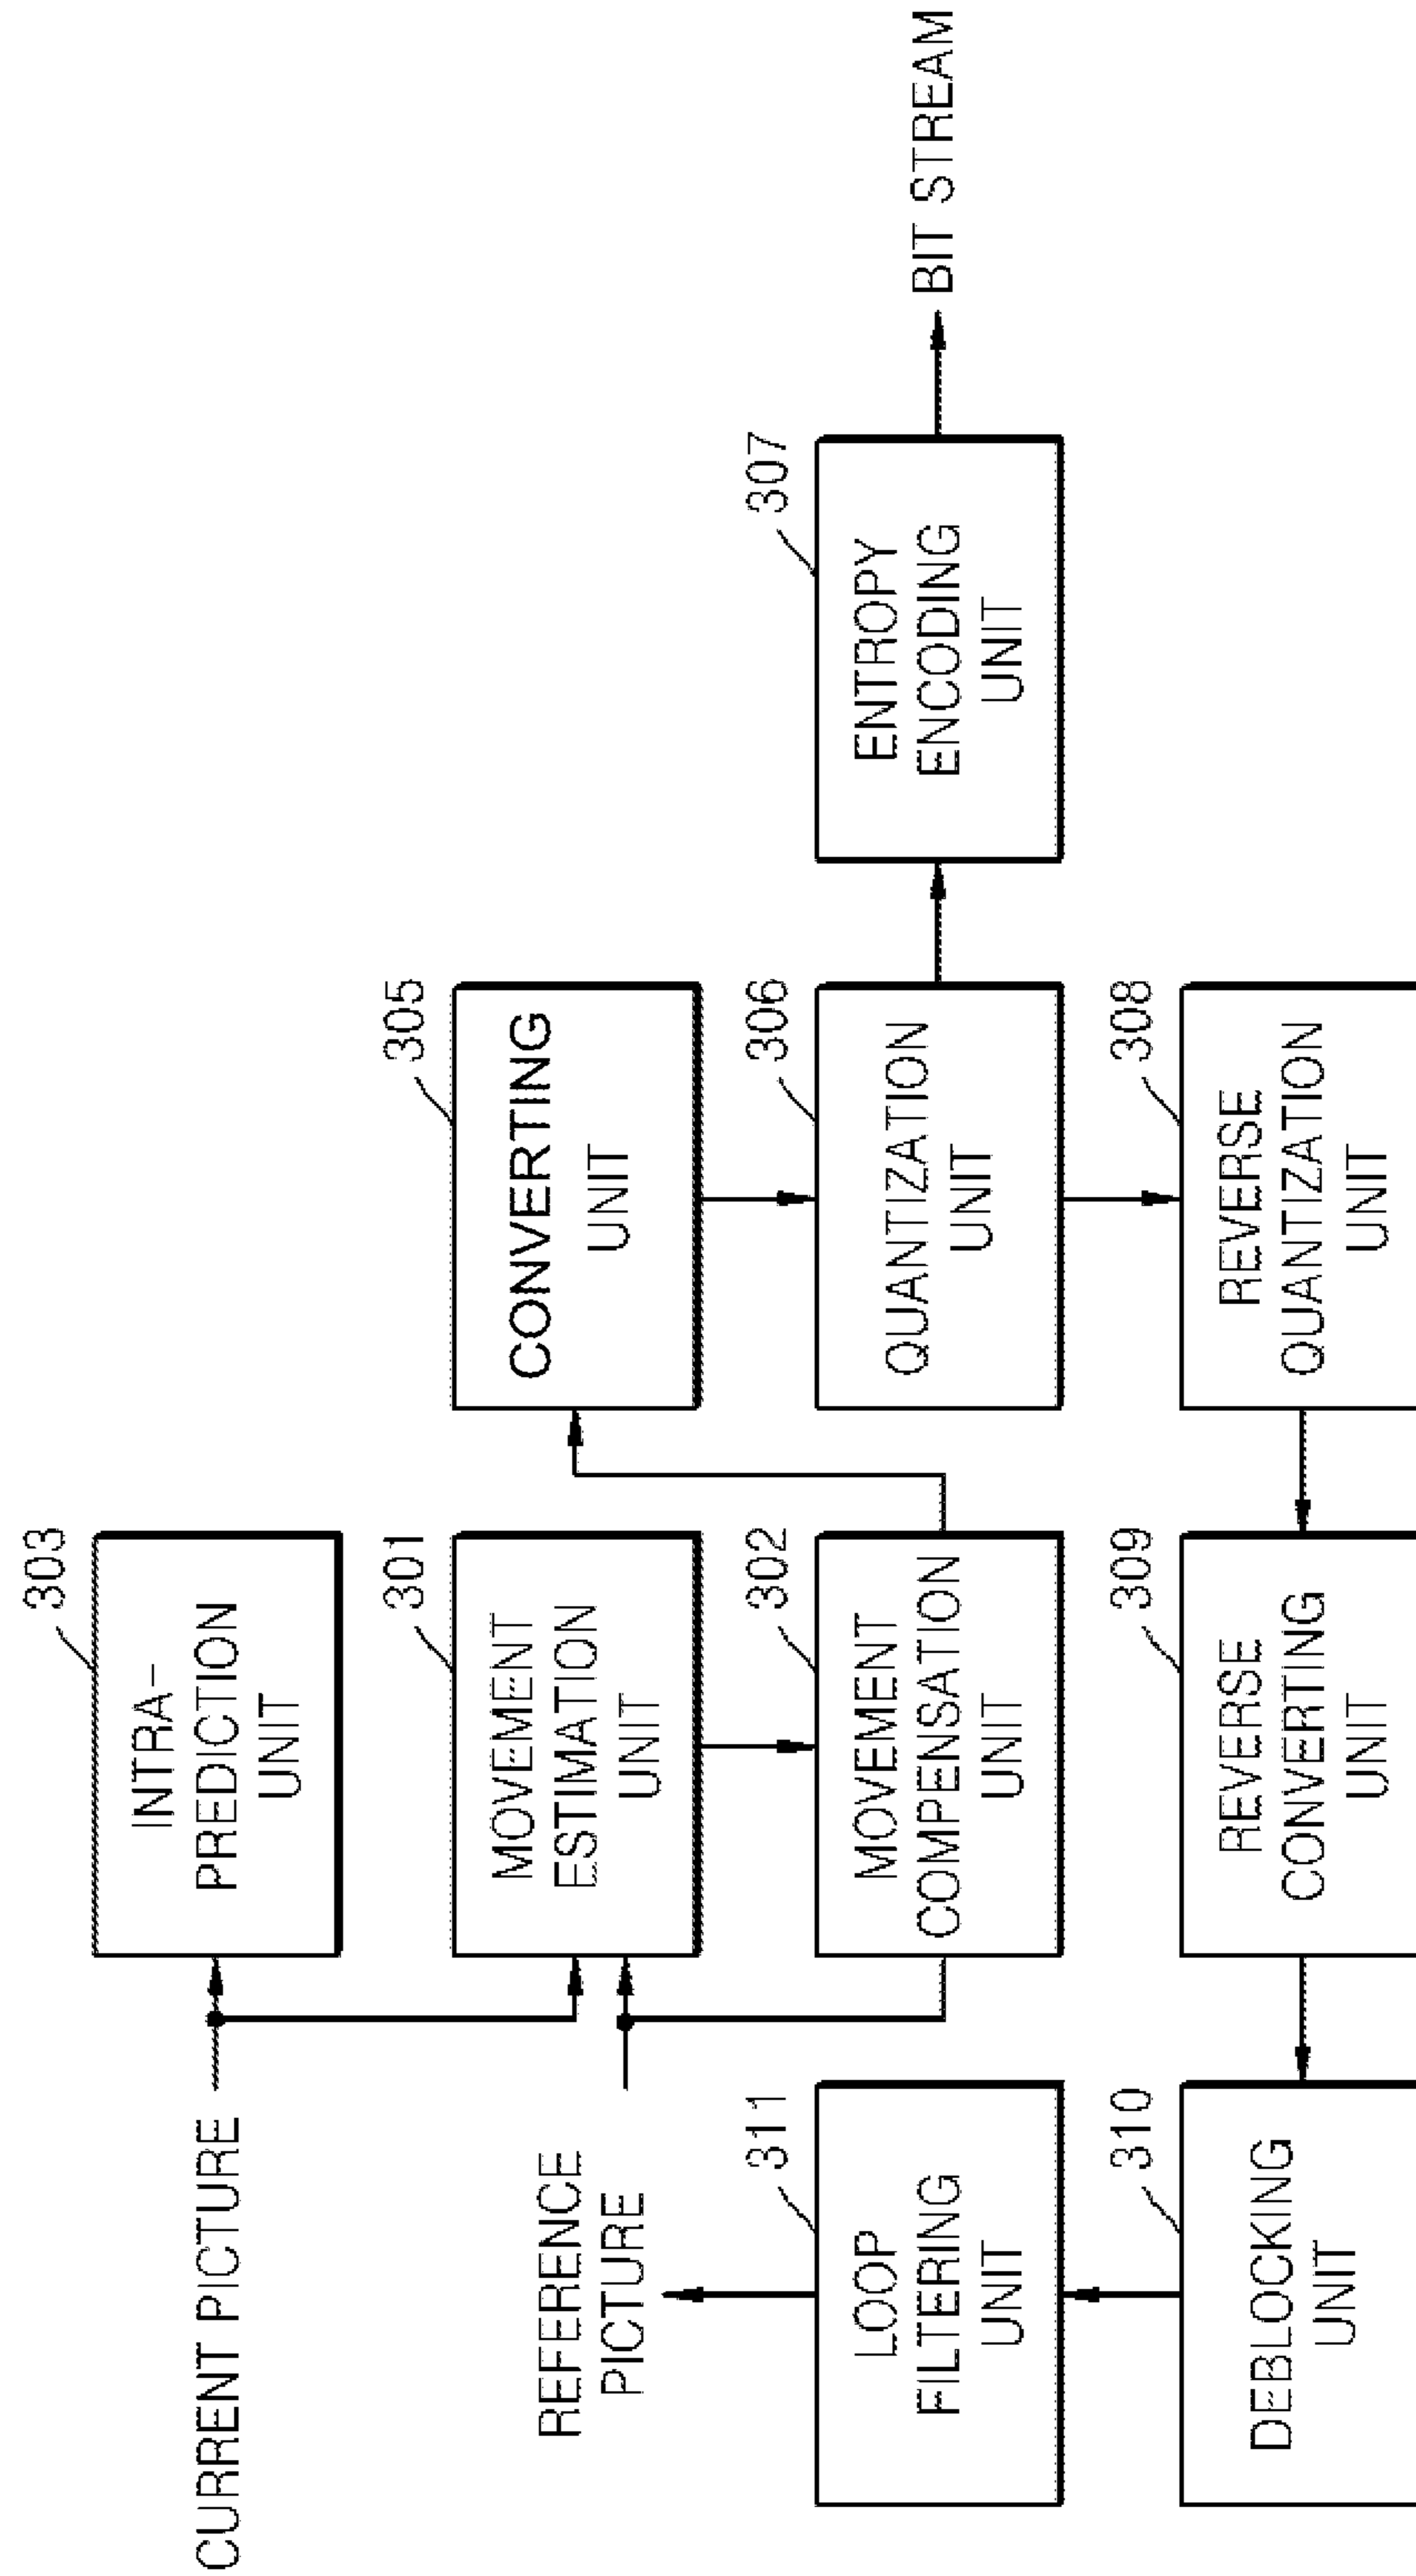 303
CURRENT PICTURE
INTRA-
PREDICTION
UNIT
301
305
REFERENCE
PICTURE
MOVEMENT
ESTIMATION
UNIT
CONVERTING
UNIT
311
302
306
307
LOOP
FILTERING
UNIT
MOVEMENT
COMPENSATION
UNIT
QUANTIZATION
UNIT
ENTROPY
ENCODING
UNIT
BIT STREAM
310
309
308
DEBLOCKING
UNIT
REVERSE
CONVERTING
UNIT
REVERSE
QUANTIZATION
UNIT